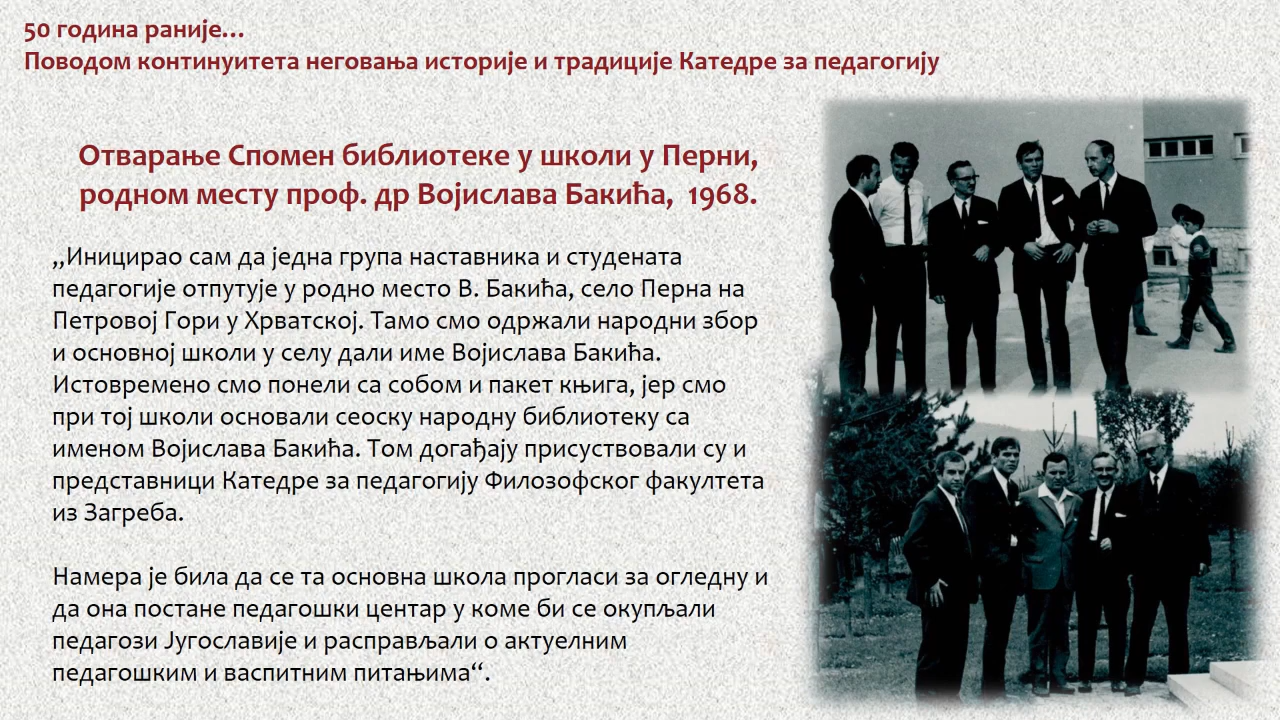 50 година раније...
Поводом континуитета неговања историје и традиције Катедре за педагогију
Отварање Спомен библиотеке у школи у Перни,
родном месту проф. др Војислава Бакића, 1968.
„Иницирао сам да једна група наставника и студената
педагогије отпутује у родно место В. Бакића, село Перна на
Петровој Гори у Хрватској. Тамо смо одржали народни збор
и основној школи у селу дали име Војислава Бакића.
Истовремено смо понели са собом и пакет књига, јер смо
при тој школи основали сеоску народну библиотеку са
именом Војислава Бакића. Том догађају присуствовали су и
представници Катедре за педагогију Филозофског факултета
из Загреба.
Намера је била да се та основна школа прогласи за огледну и
да она постане педагошки центар у коме би се окупљали
педагози Југославије и расправљали о актуелним
педагошким и васпитним питањима“.